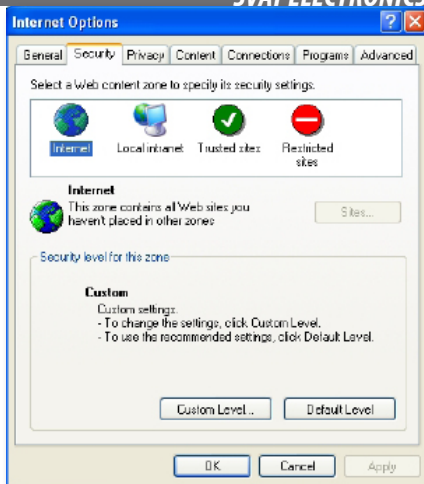 SVAT ELECTRONICS
Internet Options
General Security Privacy Content Connections Programs Advanced
Select a Web content zone to specify its security settings.
Internet Local intranet Trusted sites Restricted sites
Internet
This zone contains all Web sites you haven't placed in other zones
Sites...
Security level for this zone
Custom
Custom settings.
- To change the settings, click Custom Level.
- To use the recommended settings, click Default Level.
Custom Level... Default Level
OK Cancel Apply